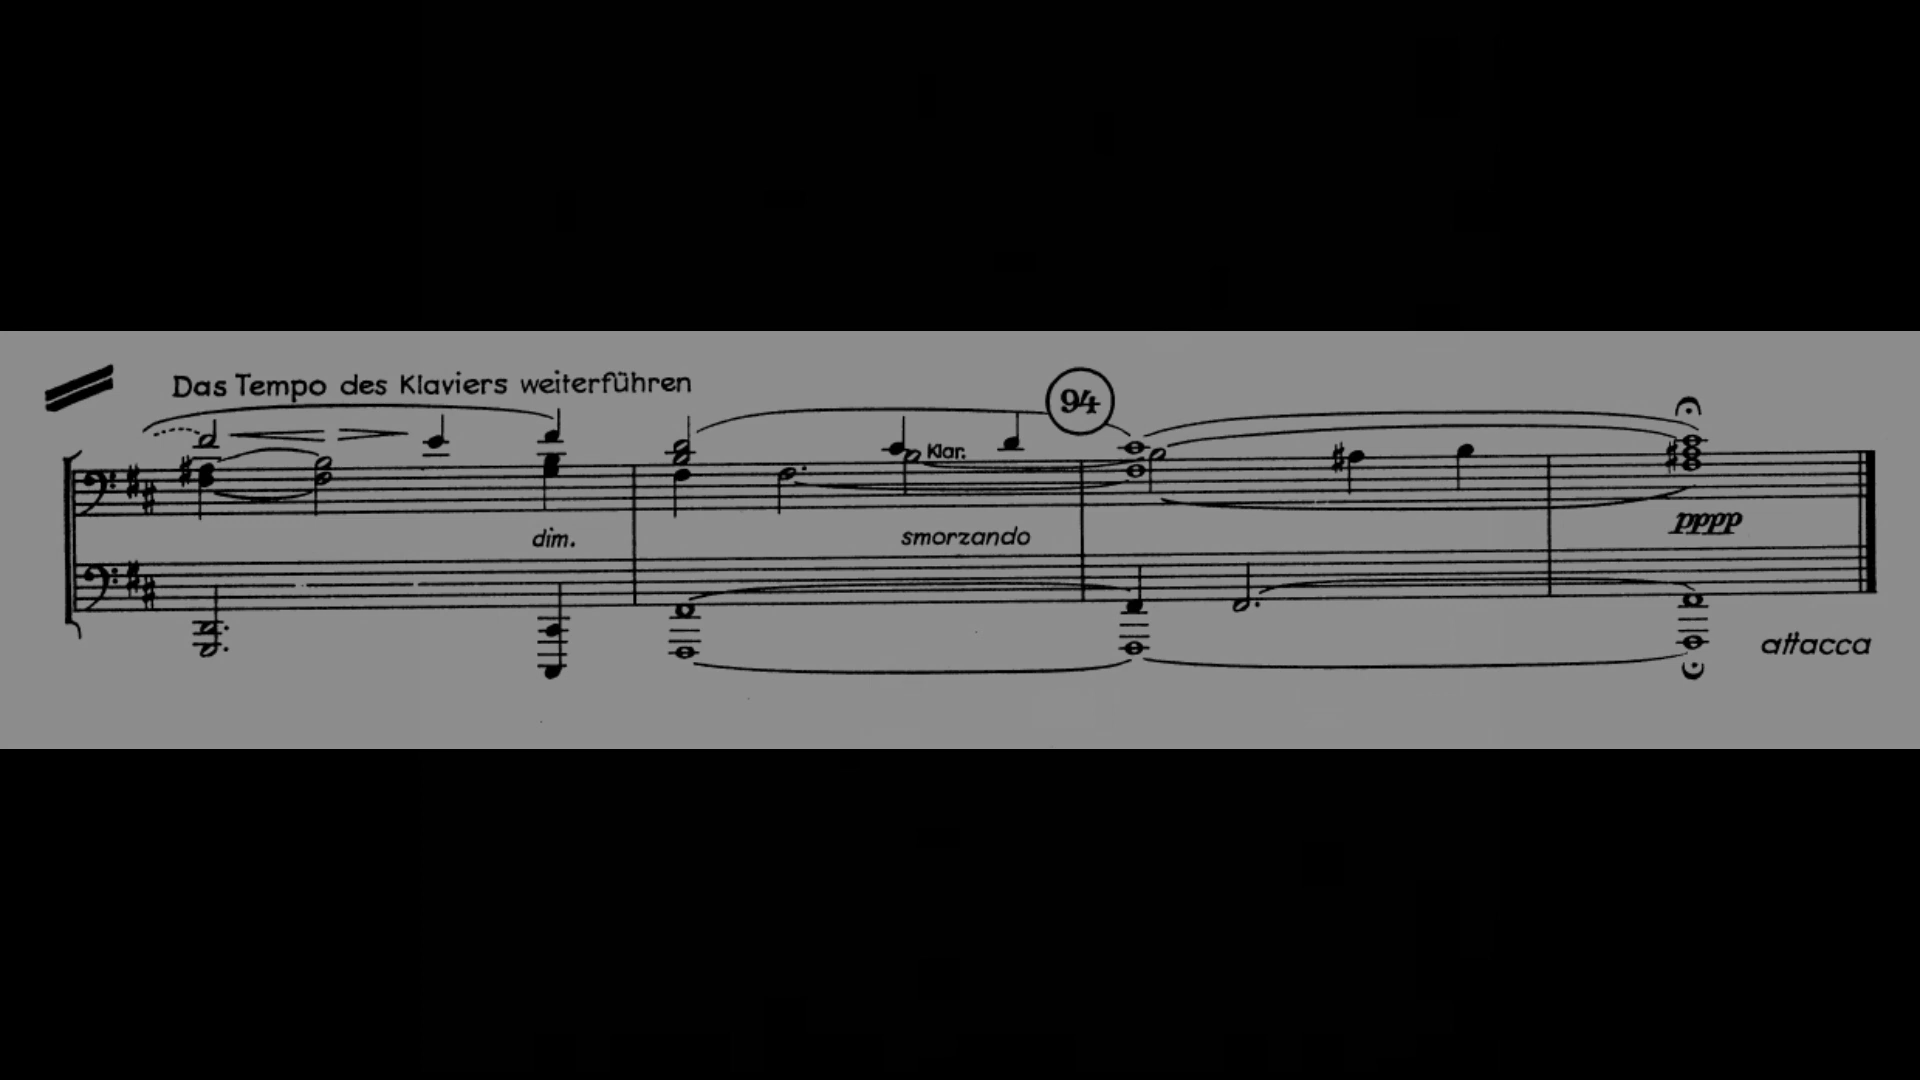 Das Tempo des Klaviers weiterführen
94
Klar.
dim.
smorzando
pppp
attacca